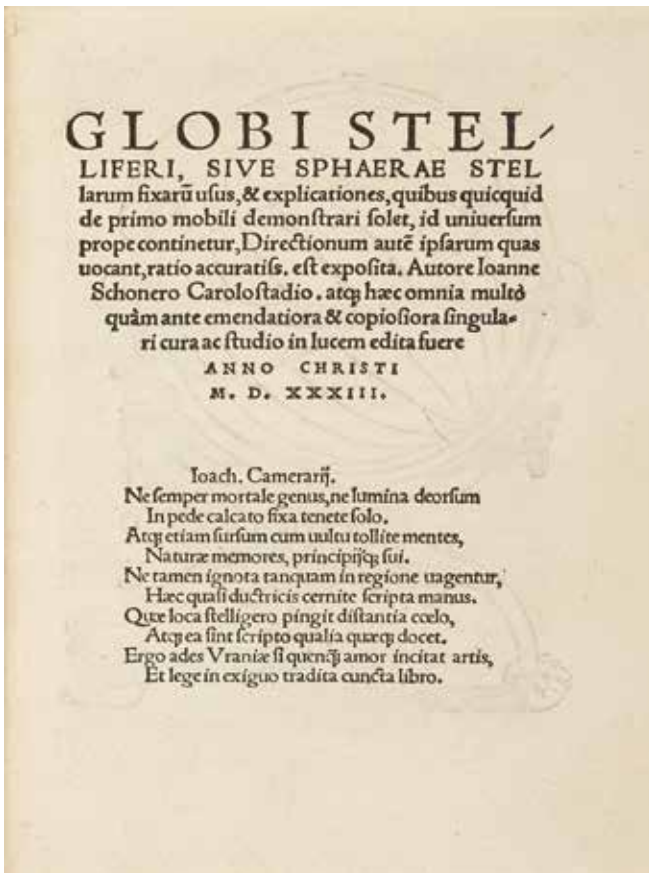 GLOBI STEL-
LIFERI, SIVE SPHAERAE STEL
larum fixarũ uſus, & explicationes, quibus quicquid
de primo mobili demonſtrari ſolet, id uniuerſum
prope continetur, Directionum autẽ ipſarum quas
uocant, ratio accuratiſs. eſt expoſita. Autore Ioanne
Schonero Caroloſtadio. atq; hæc omnia multò
quàm ante emendatiora & copioſiora ſingula-
ri cura ac ſtudio in lucem edita fuere
ANNO CHRISTI
M. D. XXXIII.
Ioach. Camerarij.
Ne ſemper mortale genus, ne lumina deorſum
In pede calcato fixa tenete ſolo.
Atq; etiam ſurſum cum uultu tollite mentes,
Naturæ memores, principijq; ſui.
Ne tamen ignota tanquam in regione uagentur,
Hæc quaſi ductricis cernite ſcripta manus.
Quæ loca ſtelligero pingit diſtantia cœlo,
Atq; ea ſint ſcripto qualia quæq; docet.
Ergo ades Vraniæ ſi quenq̃ amor incitat artis,
Et lege in exiguo tradita cuncta libro.